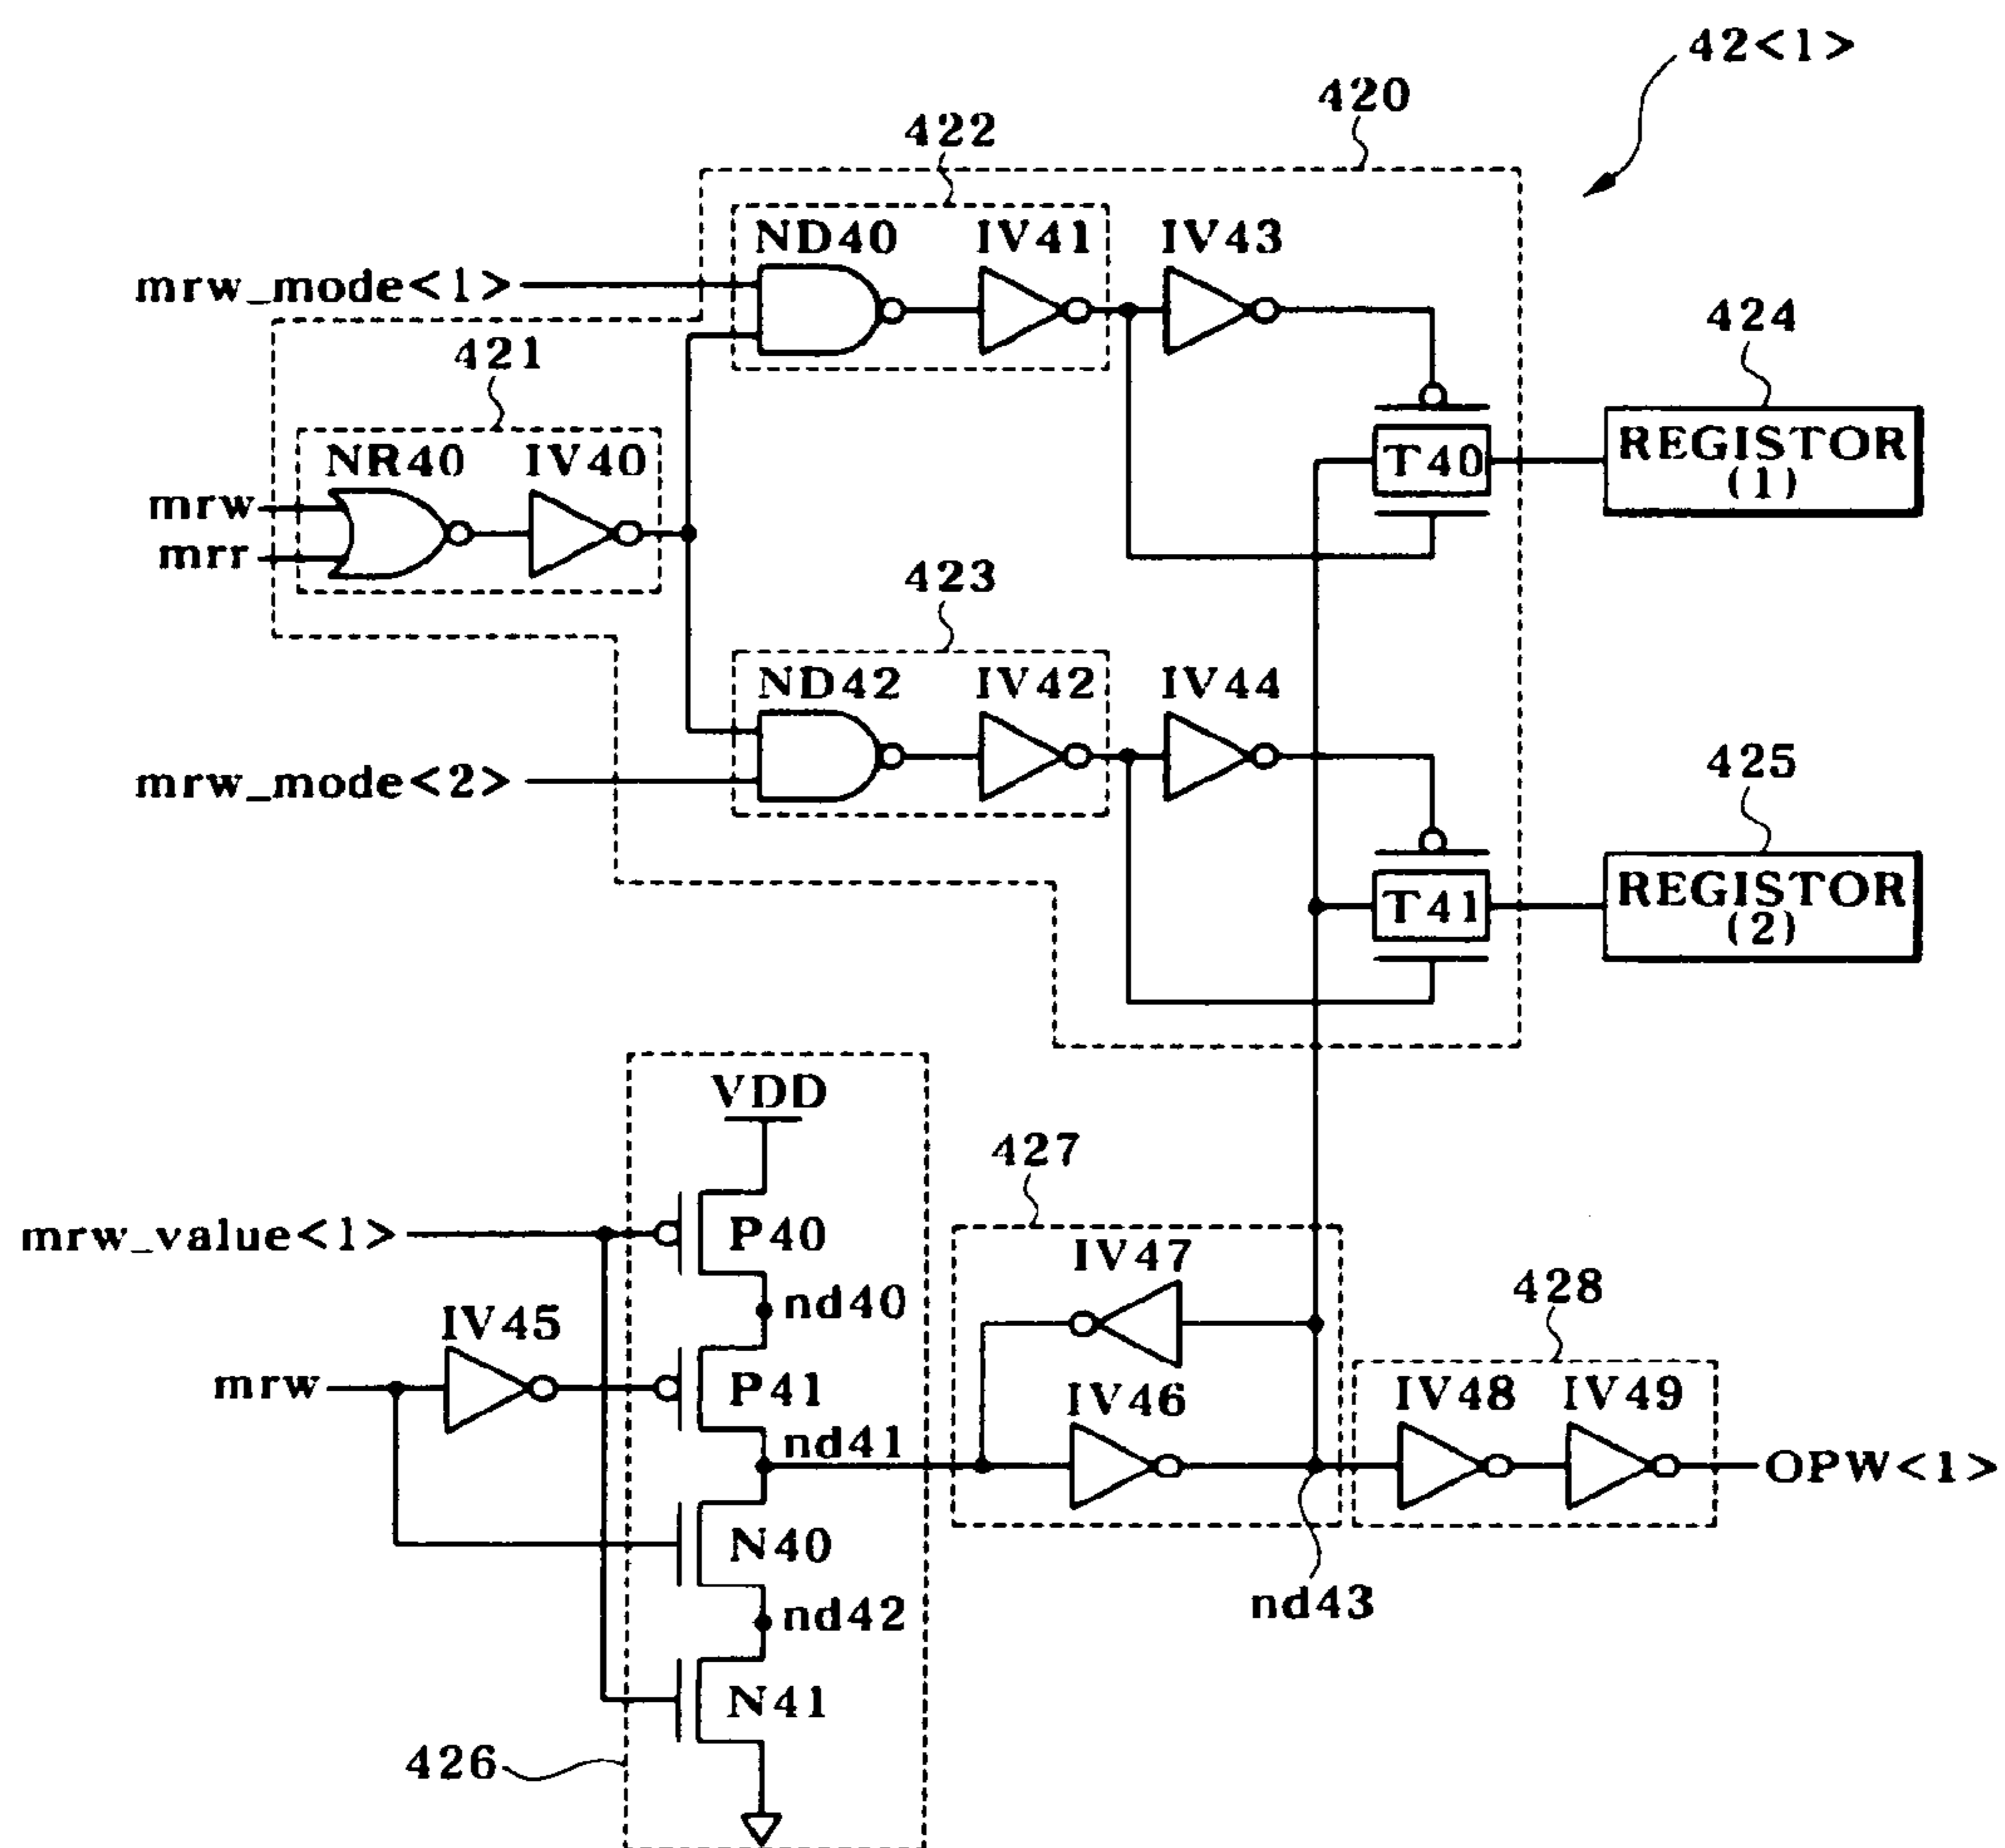 42<1>
420
422
ND40 IV41 IV43
mrw_mode<1>
424
421
REGISTOR
(1)
NR40 IV40
T40
mrw
mrr
423
ND42 IV42 IV44
mrw_mode<2>
425
REGISTOR
(2)
T41
VDD
427
mrw_value<1>
P40
IV47
nd40
428
IV45
mrw
P41
IV46
IV48 IV49
nd41
OPW<1>
N40
nd43
nd42
N41
426